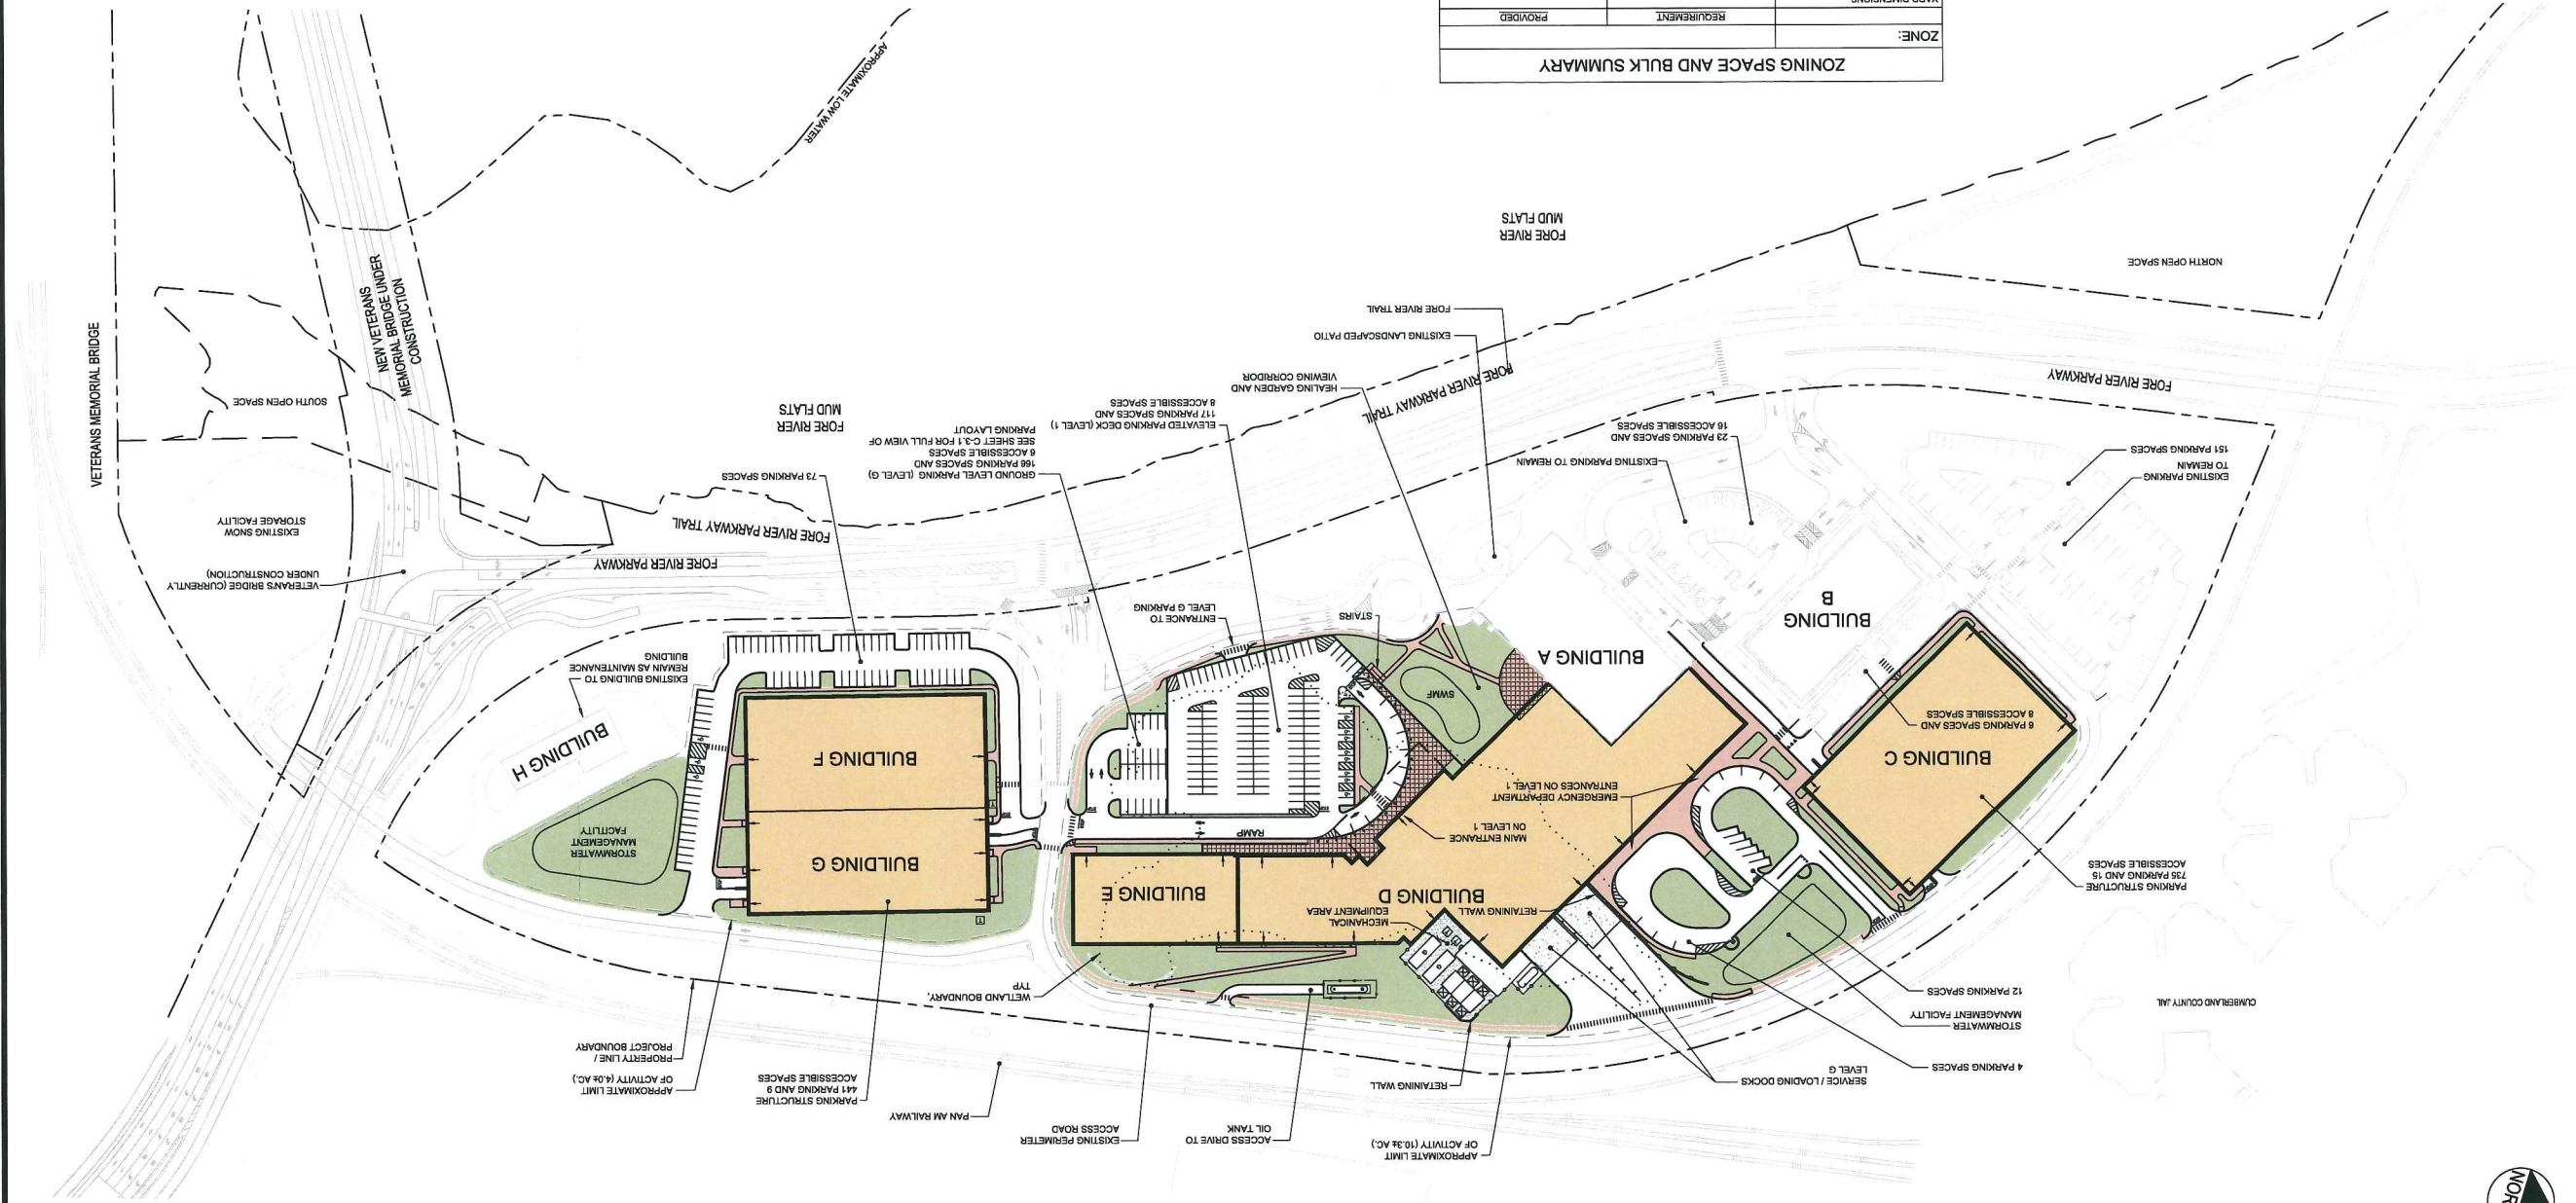 NOR
APPROXIMATE LIMIT
OF ACTIVITY (10.3± AC.)
ACCESS DRIVE TO
OIL TANK
EXISTING PERIMETER
ACCESS ROAD
PAN AM RAILWAY
PARKING STRUCTURE
441 PARKING AND 9
ACCESSIBLE SPACES
APPROXIMATE LIMIT
OF ACTIVITY (4.0± AC.)
PROPERTY LINE /
PROJECT BOUNDARY
RETAINING WALL
SERVICE / LOADING DOCKS
LEVEL G
4 PARKING SPACES
STORMWATER
MANAGEMENT FACILITY
12 PARKING SPACES
CUMBERLAND COUNTY JAIL
WETLAND BOUNDARY,
TYP
PARKING STRUCTURE
735 PARKING AND 15
ACCESSIBLE SPACES
RETAINING WALL
MECHANICAL
EQUIPMENT AREA
BUILDING D
BUILDING E
BUILDING G
STORMWATER
MANAGEMENT
FACILITY
MAIN ENTRANCE
ON LEVEL 1
RAMP
EMERGENCY DEPARTMENT
ENTRANCES ON LEVEL 1
BUILDING C
6 PARKING SPACES AND
8 ACCESSIBLE SPACES
BUILDING F
BUILDING H
EXISTING BUILDING TO
REMAIN AS MAINTENANCE
BUILDING
SWMF
BUILDING A
BUILDING
B
STAIRS
ENTRANCE TO
LEVEL G PARKING
VETERANS BRIDGE (CURRENTLY
UNDER CONSTRUCTION)
EXISTING SNOW
STORAGE FACILITY
FORE RIVER PARKWAY
FORE RIVER PARKWAY TRAIL
EXISTING PARKING
TO REMAIN
151 PARKING SPACES
EXISTING PARKING TO REMAIN
23 PARKING SPACES AND
16 ACCESSIBLE SPACES
73 PARKING SPACES
GROUND LEVEL PARKING (LEVEL G)
166 PARKING SPACES AND
6 ACCESSIBLE SPACES
SEE SHEET C-3.1 FOR FULL VIEW OF
PARKING LAYOUT
ELEVATED PARKING DECK (LEVEL 1)
117 PARKING SPACES AND
8 ACCESSIBLE SPACES
FORE RIVER
MUD FLATS
FORE RIVER PARKWAY
FORE RIVER PARKWAY TRAIL
HEALING GARDEN AND
VIEWING CORRIDOR
EXISTING LANDSCAPED PATIO
FORE RIVER TRAIL
SOUTH OPEN SPACE
NEW VETERANS
MEMORIAL BRIDGE UNDER
CONSTRUCTION
VETERANS MEMORIAL BRIDGE
NORTH OPEN SPACE
FORE RIVER
MUD FLATS
APPROXIMATE LOW WATER
ZONING SPACE AND BULK SUMMARY
ZONE:
REQUIREMENT PROVIDED
YARD DIMENSIONS